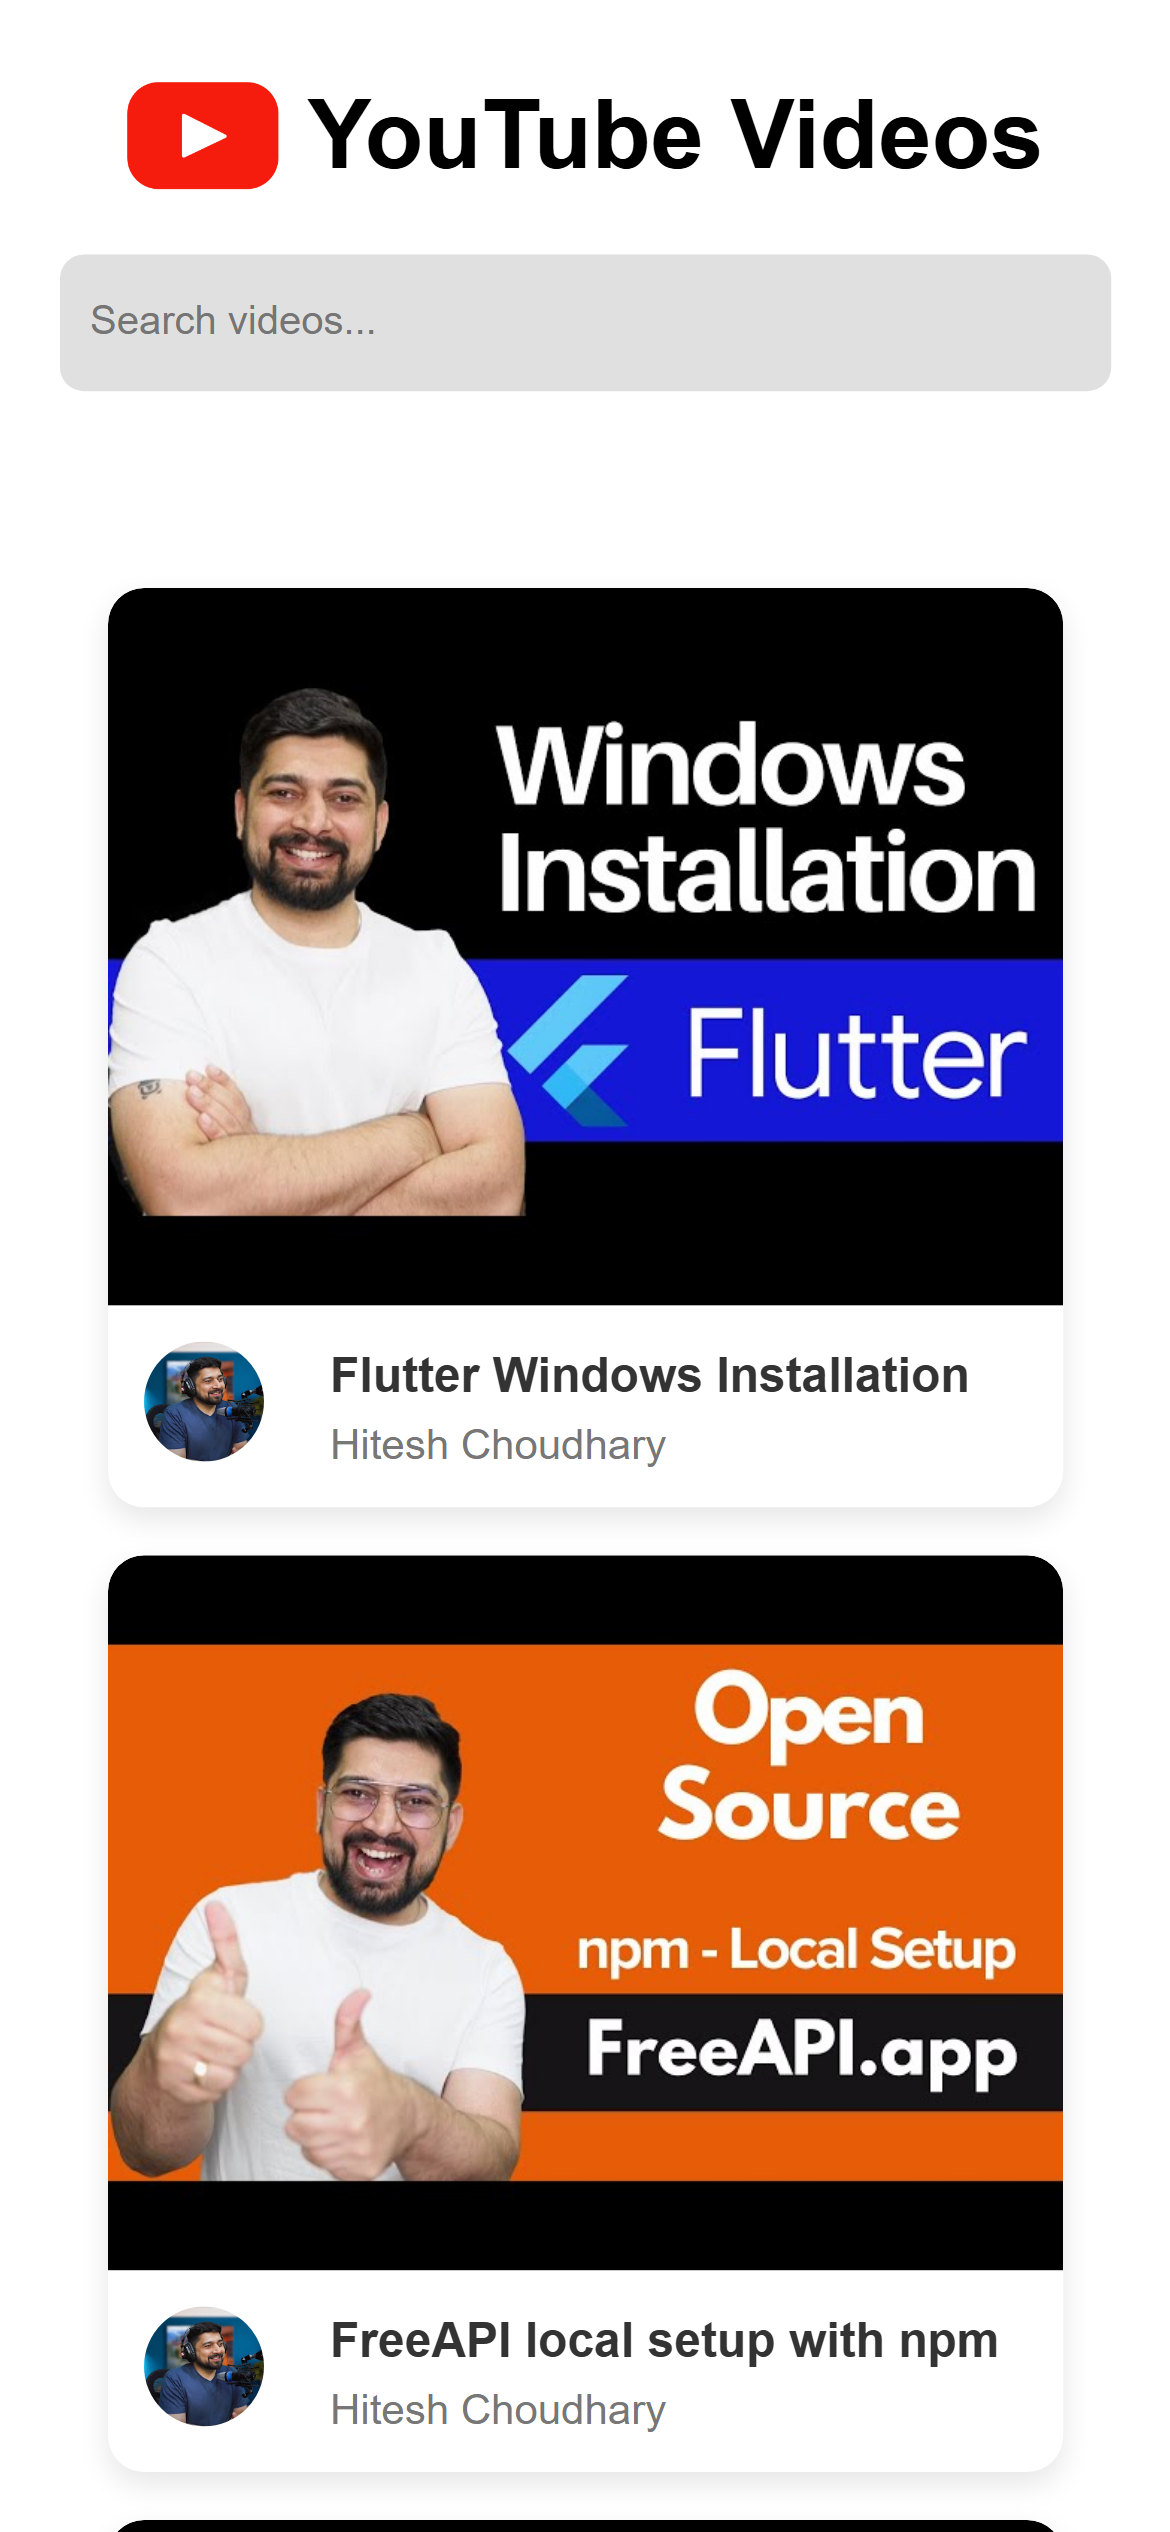 YouTube Videos
Search videos...
Windows
Installation
Flutter
Flutter Windows Installation
Hitesh Choudhary
Open
Source
npm - Local Setup
FreeAPI.app
FreeAPI local setup with npm
Hitesh Choudhary